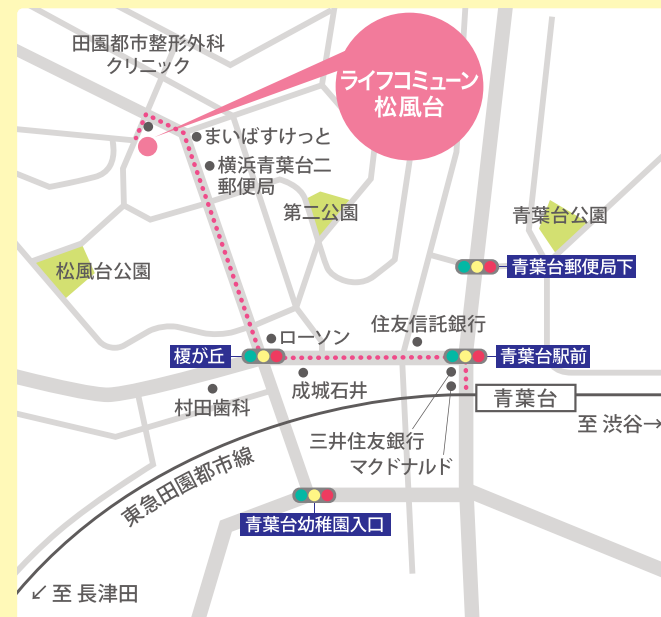 田園都市整形外科
クリニック
ライフコミューン
松風台
まいばすけっと
横浜青葉台二
郵便局
第二公園
青葉台公園
松風台公園
青葉台郵便局下
ローソン
住友信託銀行
榎が丘
青葉台駅前
成城石井
村田歯科
青葉台
至 渋谷→
三井住友銀行
マクドナルド
東急田園都市線
青葉台幼稚園入口
↙ 至 長津田